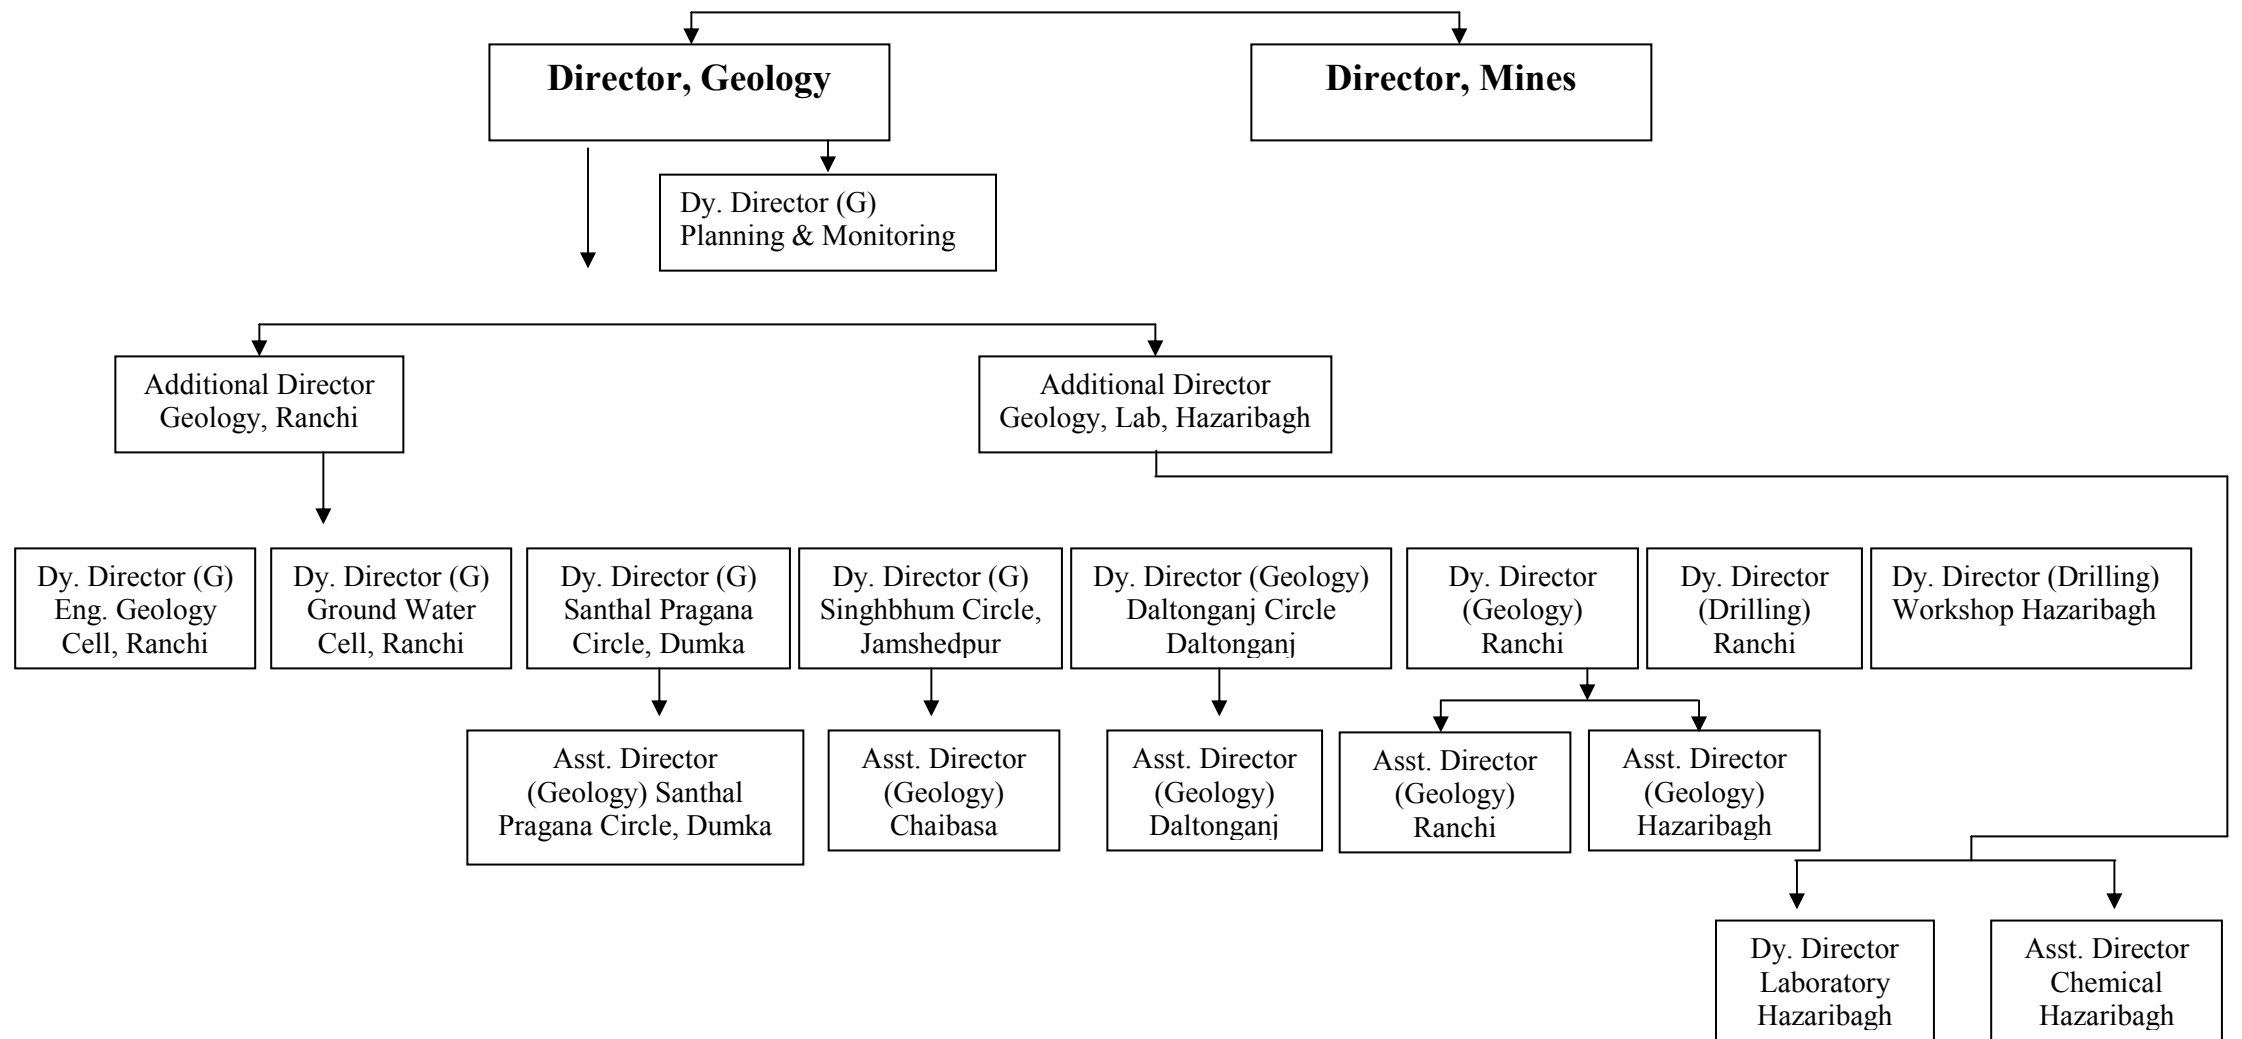 Director, Geology
Director, Mines
Dy. Director (G)
Planning & Monitoring
Additional Director
Geology, Ranchi
Additional Director
Geology, Lab, Hazaribagh
Dy. Director (G)
Eng. Geology
Cell, Ranchi
Dy. Director (G)
Ground Water
Cell, Ranchi
Dy. Director (G)
Santhal Pragana
Circle, Dumka
Dy. Director (G)
Singhbhum Circle,
Jamshedpur
Dy. Director (Geology)
Daltonganj Circle
Daltonganj
Dy. Director
(Geology)
Ranchi
Dy. Director
(Drilling)
Ranchi
Dy. Director (Drilling)
Workshop Hazaribagh
Asst. Director
(Geology) Santhal
Pragana Circle, Dumka
Asst. Director
(Geology)
Chaibasa
Asst. Director
(Geology)
Daltonganj
Asst. Director
(Geology)
Ranchi
Asst. Director
(Geology)
Hazaribagh
Dy. Director
Laboratory
Hazaribagh
Asst. Director
Chemical
Hazaribagh